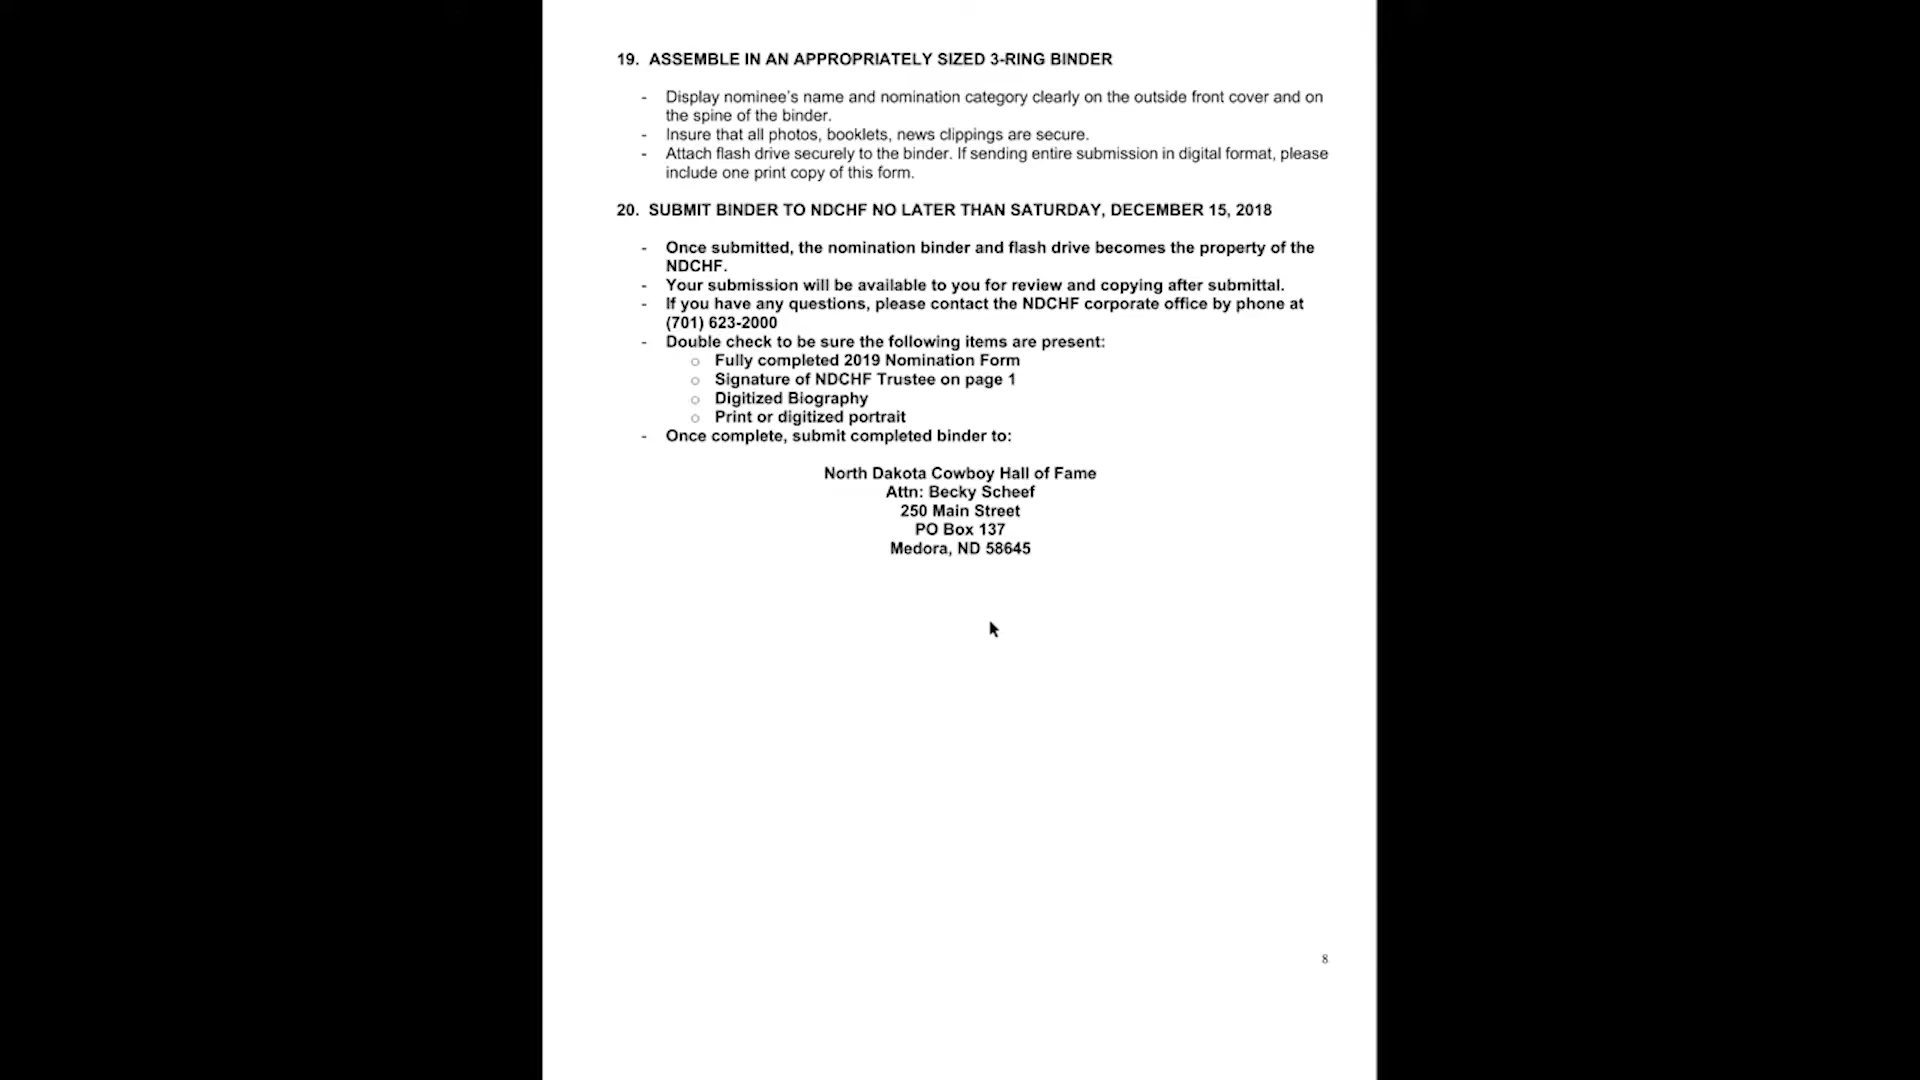 19. ASSEMBLE IN AN APPROPRIATELY SIZED 3-RING BINDER
- Display nominee's name and nomination category clearly on the outside front cover and on
the spine of the binder.
- Insure that all photos, booklets, news clippings are secure.
- Attach flash drive securely to the binder. If sending entire submission in digital format, please
include one print copy of this form.
20. SUBMIT BINDER TO NDCHF NO LATER THAN SATURDAY, DECEMBER 15, 2018
- Once submitted, the nomination binder and flash drive becomes the property of the
NDCHF.
- Your submission will be available to you for review and copying after submittal.
- If you have any questions, please contact the NDCHF corporate office by phone at
(701) 623-2000
- Double check to be sure the following items are present:
○ Fully completed 2019 Nomination Form
○ Signature of NDCHF Trustee on page 1
○ Digitized Biography
○ Print or digitized portrait
- Once complete, submit completed binder to:
North Dakota Cowboy Hall of Fame
Attn: Becky Scheef
250 Main Street
PO Box 137
Medora, ND 58645
8